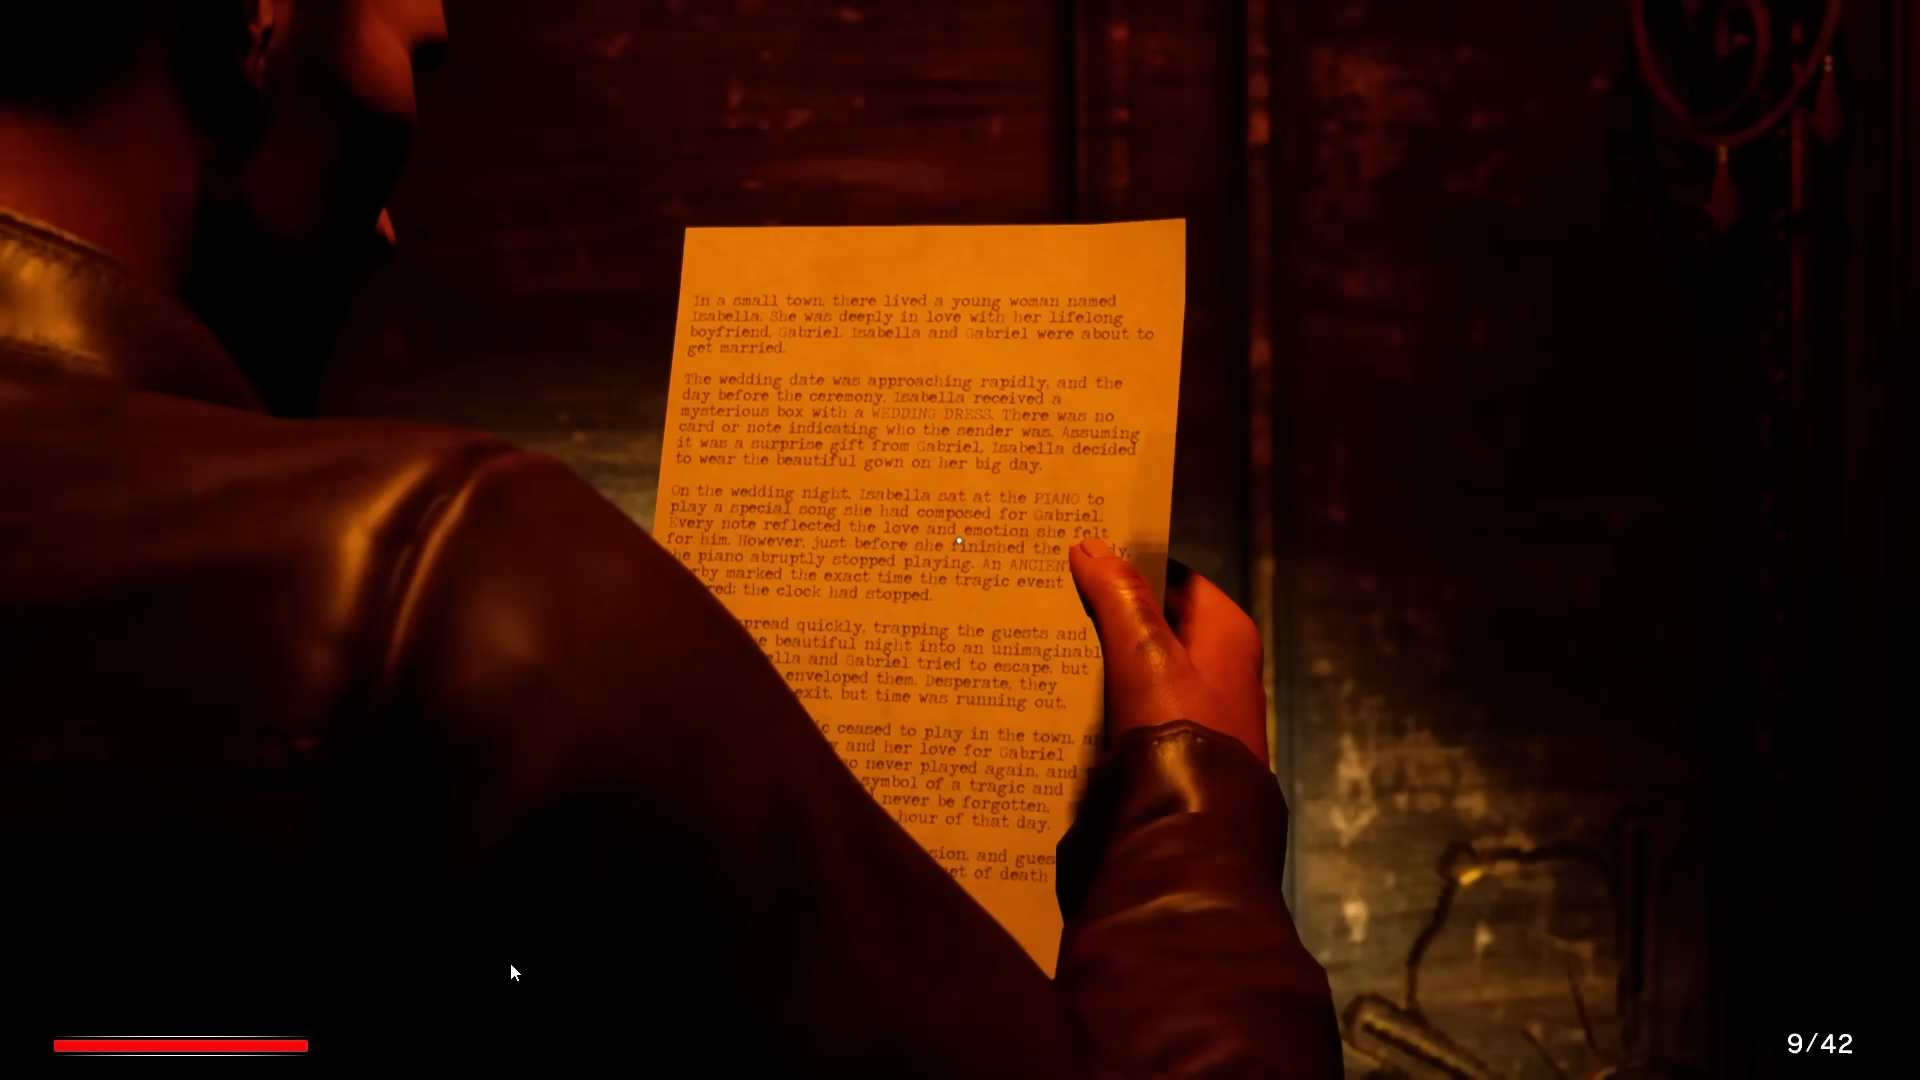 In a small town, there lived a young woman named
Isabella. She was deeply in love with her lifelong
boyfriend, Gabriel. Isabella and Gabriel were about to
get married.
The wedding date was approaching rapidly, and the
day before the ceremony, Isabella received a
mysterious box with a WEDDING DRESS. There was no
card or note indicating who the sender was. Assuming
it was a surprise gift from Gabriel, Isabella decided
to wear the beautiful gown on her big day.
On the wedding night, Isabella sat at the PIANO to
play a special song she had composed for Gabriel.
Every note reflected the love and emotion she felt
for him. However, just before she finished the
he piano abruptly stopped playing. An ANCIENT
rby marked the exact time the tragic event
red: the clock had stopped.
pread quickly, trapping the guests and
e beautiful night into an unimaginabl
ella and Gabriel tried to escape, but
enveloped them. Desperate, they
exit, but time was running out.
ic ceased to play in the town, a
y and her love for Gabriel
o never played again, and
symbol of a tragic and
never be forgotten,
hour of that day.
sion, and gues
et of death
9/42